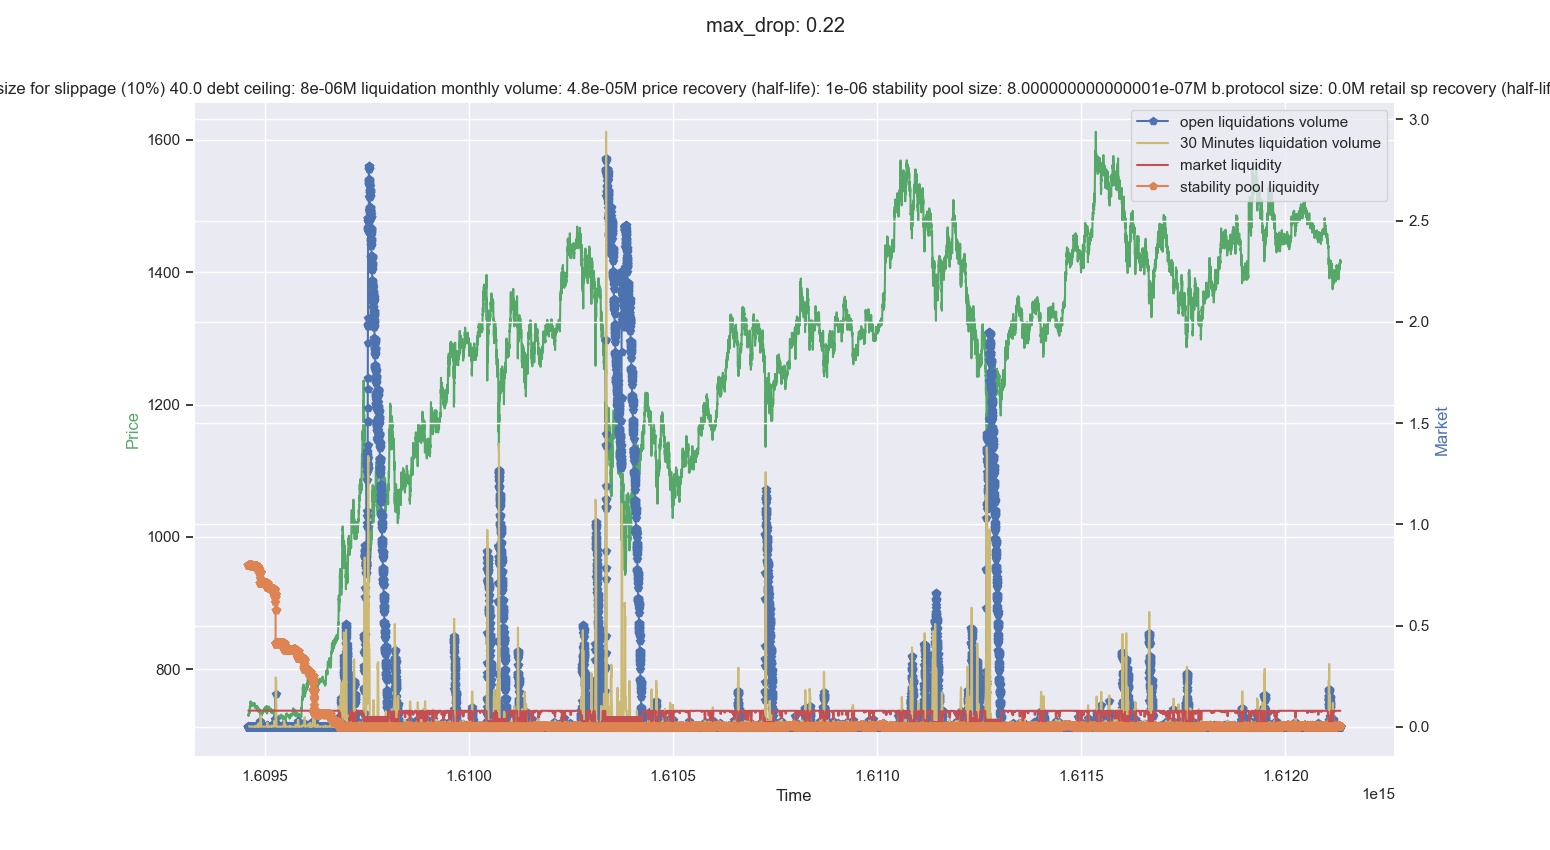 max_drop: 0.22
size for slippage (10%) 40.0 debt ceiling: 8e-06M liquidation monthly volume: 4.8e-05M price recovery (half-life): 1e-06 stability pool size: 8.000000000000001e-07M b.protocol size: 0.0M retail sp recovery
open liquidations volume
30 Minutes liquidation volume
market liquidity
stability pool liquidity
1600
1400
1200
1000
800
Price
3.0
2.5
2.0
1.5
1.0
0.5
0.0
Market
1.6095 1.6100 1.6105 1.6110 1.6115 1.6120
1e15
Time